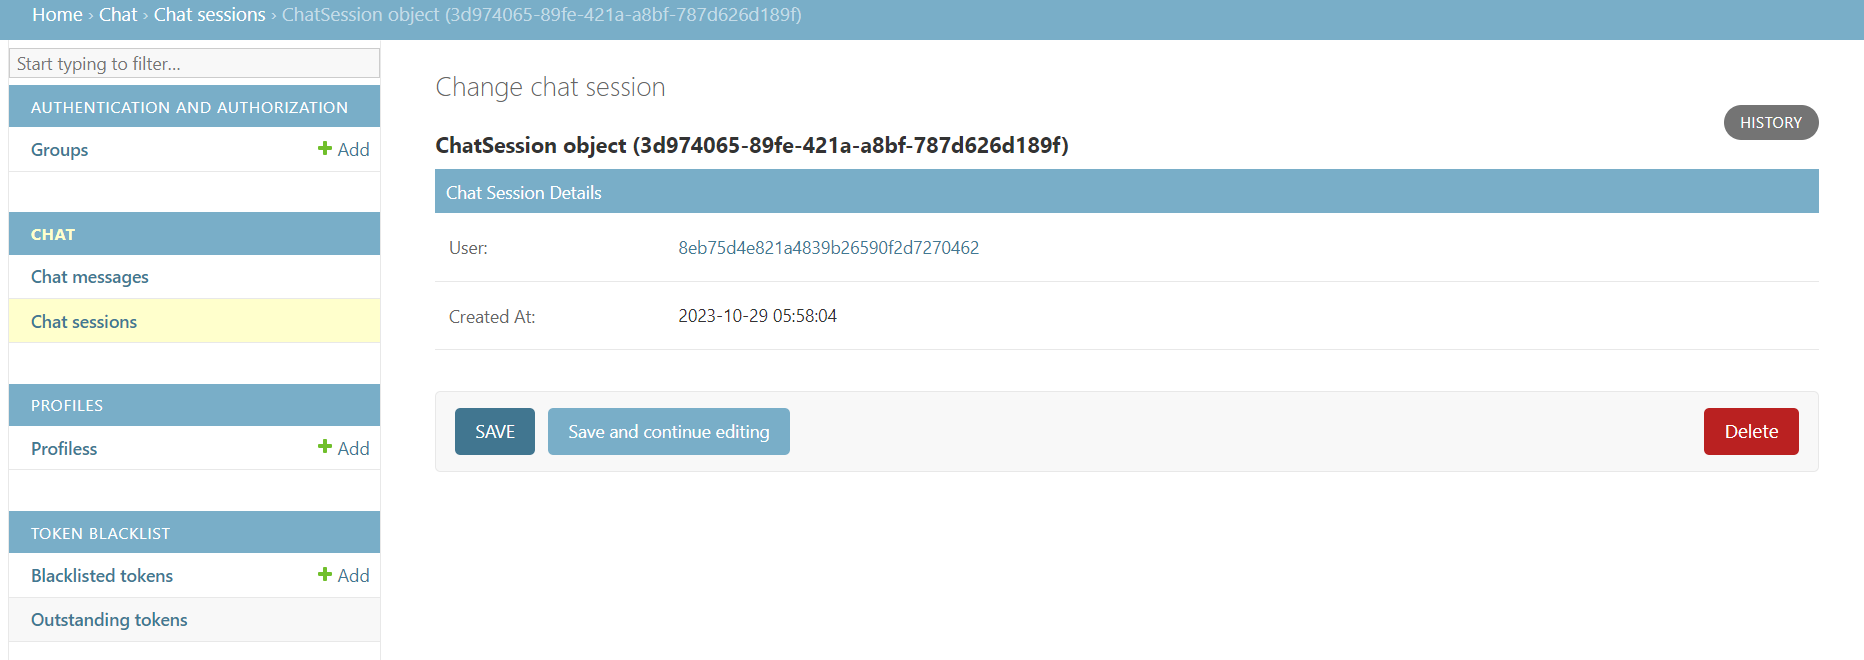 Home › Chat › Chat sessions › ChatSession object (3d974065-89fe-421a-a8bf-787d626d189f)
Start typing to filter...
AUTHENTICATION AND AUTHORIZATION
Groups + Add
CHAT
Chat messages
Chat sessions
PROFILES
Profiless + Add
TOKEN BLACKLIST
Blacklisted tokens + Add
Outstanding tokens
Change chat session
HISTORY
ChatSession object (3d974065-89fe-421a-a8bf-787d626d189f)
Chat Session Details
User: 8eb75d4e821a4839b26590f2d7270462
Created At: 2023-10-29 05:58:04
SAVE Save and continue editing Delete